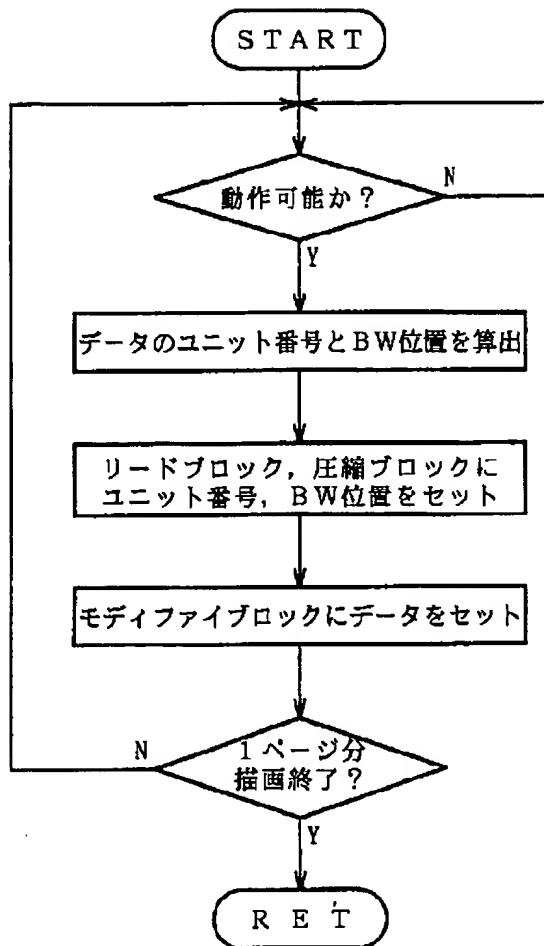 START
動作可能か？
N
Y
データのユニット番号とBW位置を算出
リードブロック，圧縮ブロックに
ユニット番号，BW位置をセット
モディファイブロックにデータをセット
N
1ページ分
描画終了？
Y
RET